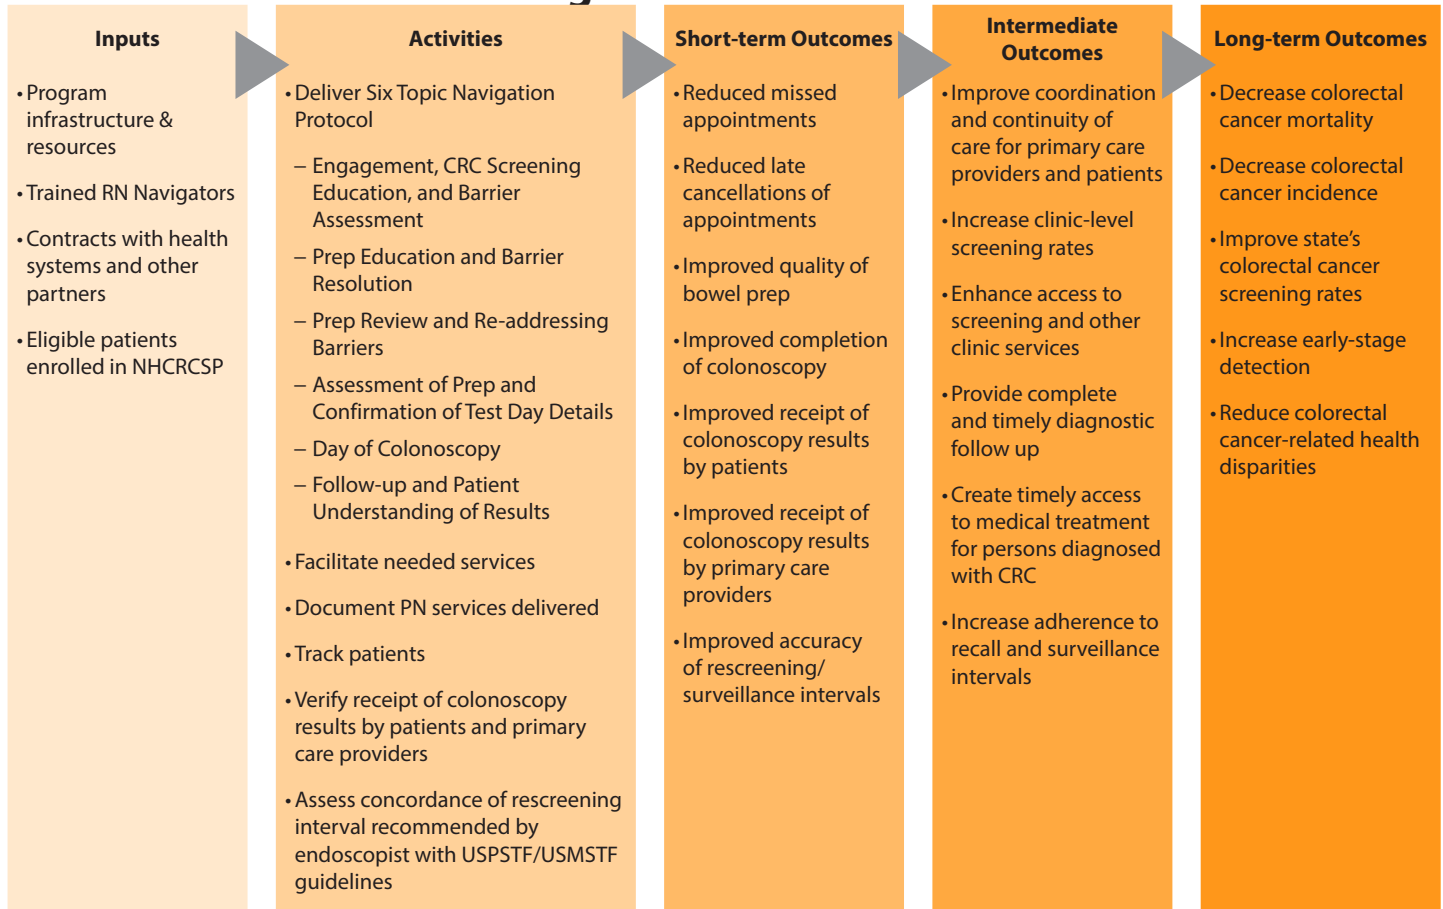 Inputs
• Program
infrastructure &
resources
• Trained RN Navigators
• Contracts with health
systems and other
partners
• Eligible patients
enrolled in NHCRCSP
Activities
• Deliver Six Topic Navigation
Protocol
– Engagement, CRC Screening
Education, and Barrier
Assessment
– Prep Education and Barrier
Resolution
– Prep Review and Re-addressing
Barriers
– Assessment of Prep and
Confirmation of Test Day Details
– Day of Colonoscopy
– Follow-up and Patient
Understanding of Results
• Facilitate needed services
• Document PN services delivered
• Track patients
• Verify receipt of colonoscopy
results by patients and primary
care providers
• Assess concordance of rescreening
interval recommended by
endoscopist with USPSTF/USMSTF
guidelines
Short-term Outcomes
• Reduced missed
appointments
• Reduced late
cancellations of
appointments
• Improved quality of
bowel prep
• Improved completion
of colonoscopy
• Improved receipt of
colonoscopy results
by patients
• Improved receipt of
colonoscopy results
by primary care
providers
• Improved accuracy
of rescreening/
surveillance intervals
Intermediate
Outcomes
• Improve coordination
and continuity of
care for primary care
providers and patients
• Increase clinic-level
screening rates
• Enhance access to
screening and other
clinic services
• Provide complete
and timely diagnostic
follow up
• Create timely access
to medical treatment
for persons diagnosed
with CRC
• Increase adherence to
recall and surveillance
intervals
Long-term Outcomes
• Decrease colorectal
cancer mortality
• Decrease colorectal
cancer incidence
• Improve state’s
colorectal cancer
screening rates
• Increase early-stage
detection
• Reduce colorectal
cancer-related health
disparities